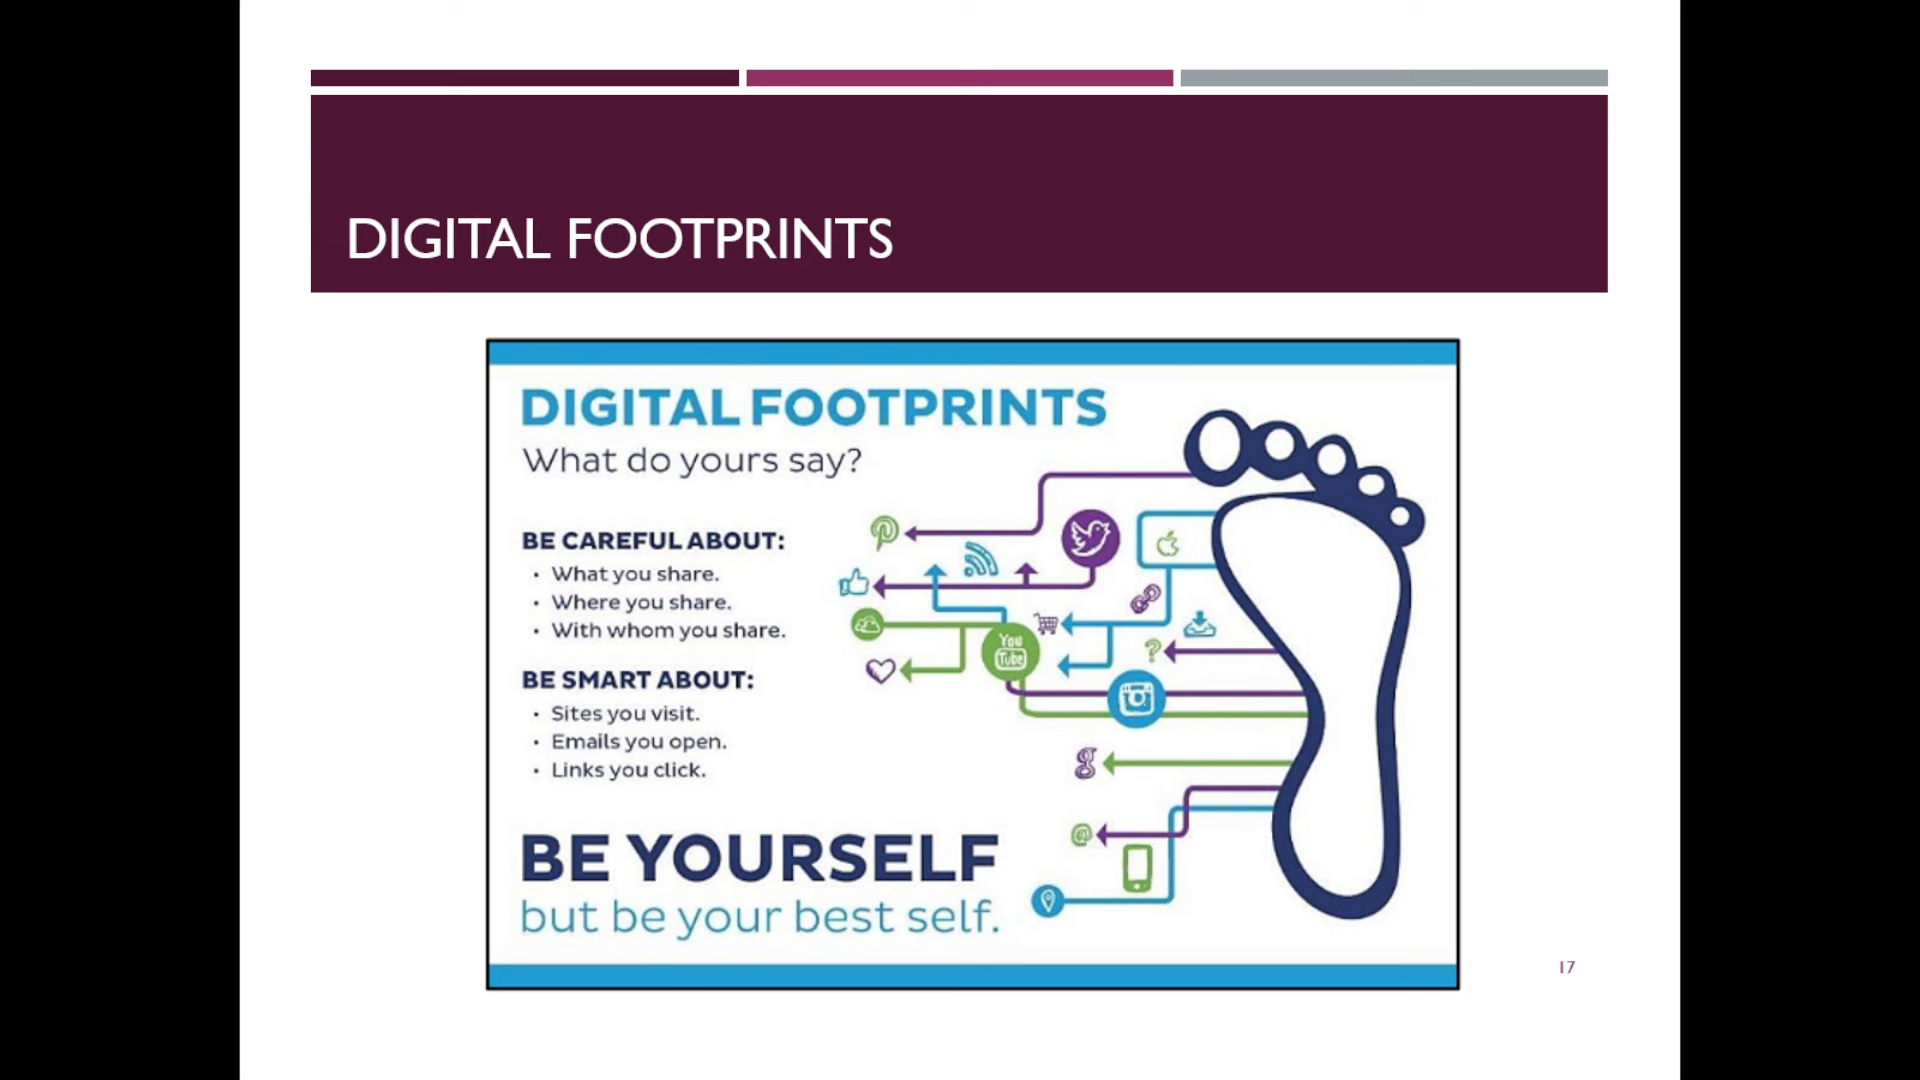 DIGITAL FOOTPRINTS
DIGITAL FOOTPRINTS
What do yours say?
BE CAREFUL ABOUT:
• What you share.
• Where you share.
• With whom you share.
BE SMART ABOUT:
• Sites you visit.
• Emails you open.
• Links you click.
BE YOURSELF
but be your best self.
You
Tube
?
g
@
17